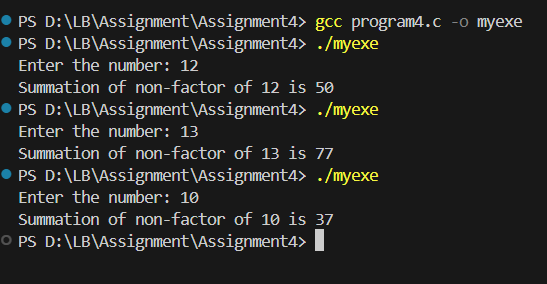 PS D:\LB\Assignment\Assignment4> gcc program4.c -o myexe
PS D:\LB\Assignment\Assignment4> ./myexe
Enter the number: 12
Summation of non-factor of 12 is 50
PS D:\LB\Assignment\Assignment4> ./myexe
Enter the number: 13
Summation of non-factor of 13 is 77
PS D:\LB\Assignment\Assignment4> ./myexe
Enter the number: 10
Summation of non-factor of 10 is 37
PS D:\LB\Assignment\Assignment4>